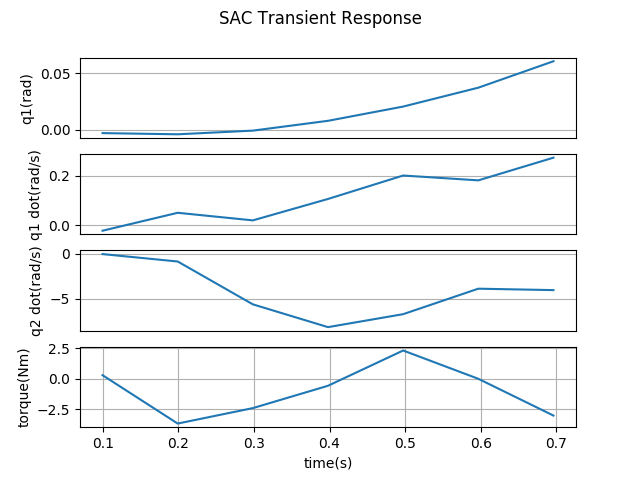 SAC Transient Response
q1(rad)
0.05
0.00
q1 dot(rad/s)
0.2
0.0
q2 dot(rad/s)
0
−5
torque(Nm)
2.5
0.0
−2.5
0.1 0.2 0.3 0.4 0.5 0.6 0.7
time(s)